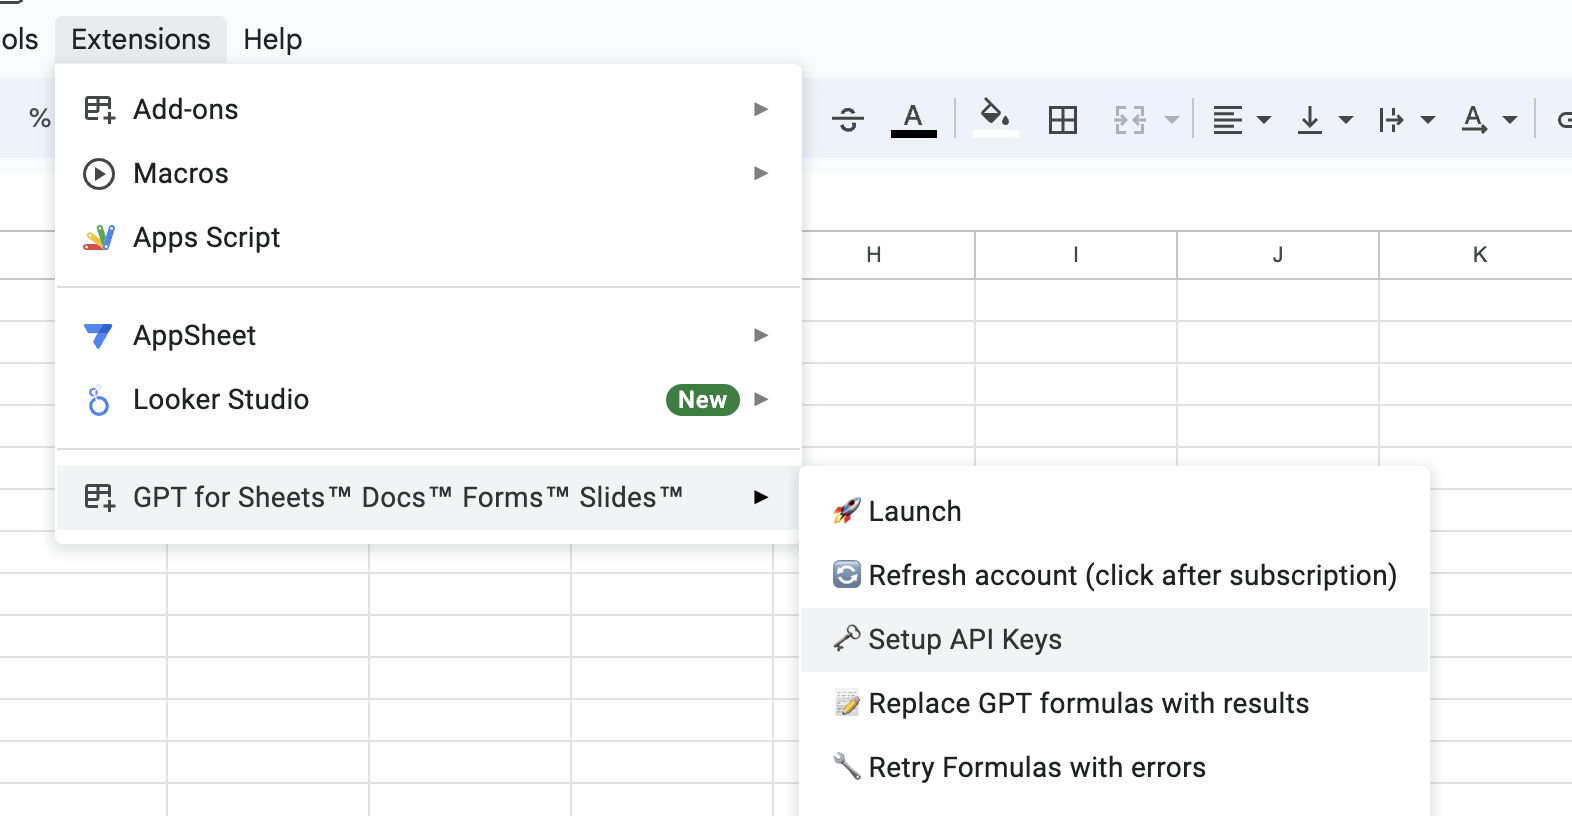 ols Extensions Help
%
Add-ons
Macros
Apps Script
AppSheet
Looker Studio New
GPT for Sheets™ Docs™ Forms™ Slides™
A
A
H I J K
Launch
Refresh account (click after subscription)
Setup API Keys
Replace GPT formulas with results
Retry Formulas with errors